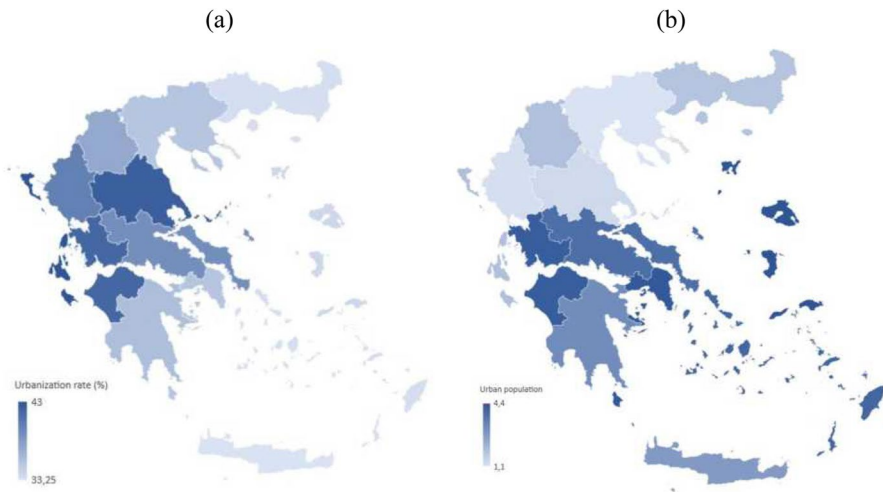 (a)
(b)
Urbanization rate (%)
43
33,25
Urban population
4,4
1,1